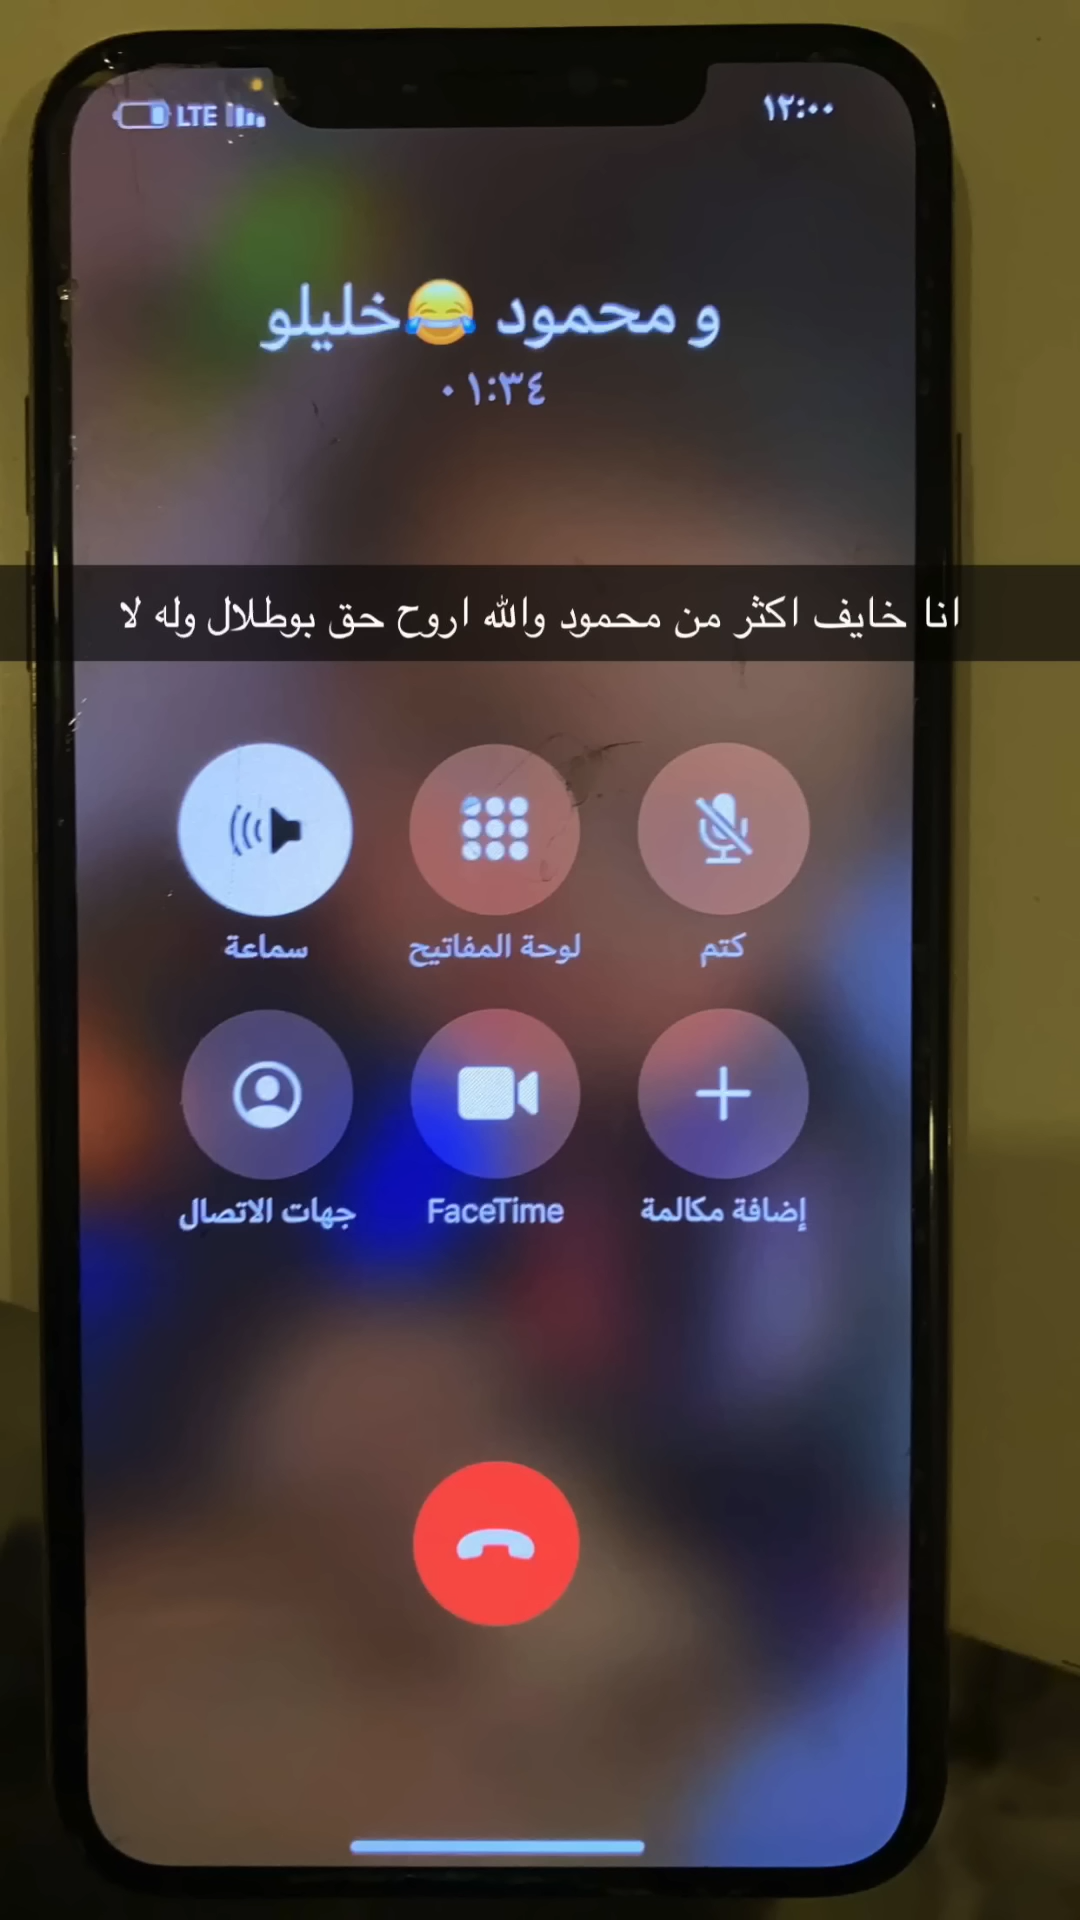 ١٢:٠٠
LTE
و محمود 😂خليلو
٠١:٣٤
انا خايف اكثر من محمود والله اروح حق بوطلال وله لا
كتم
لوحة المفاتيح
سماعة
إضافة مكالمة
FaceTime
جهات الاتصال